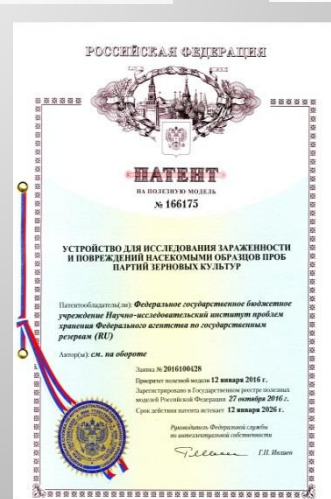 РОССИЙСКАЯ ФЕДЕРАЦИЯ
ПАТЕНТ
НА ПОЛЕЗНУЮ МОДЕЛЬ
№ 166175
УСТРОЙСТВО ДЛЯ ИССЛЕДОВАНИЯ ЗАРАЖЕННОСТИ
И ПОВРЕЖДЕНИЙ НАСЕКОМЫМИ ОБРАЗЦОВ ПРОБ
ПАРТИЙ ЗЕРНОВЫХ КУЛЬТУР
Патентообладатель(ли): Федеральное государственное бюджетное
учреждение Научно-исследовательский институт проблем
хранения Федерального агентства по государственным
резервам (RU)
Автор(ы): см. на обороте
Заявка № 2016100428
Приоритет полезной модели 12 января 2016 г.
Зарегистрировано в Государственном реестре полезных
моделей Российской Федерации 27 октября 2016 г.
Срок действия патента истекает 12 января 2026 г.
Руководитель Федеральной службы
по интеллектуальной собственности
Г.П. Ивлиев